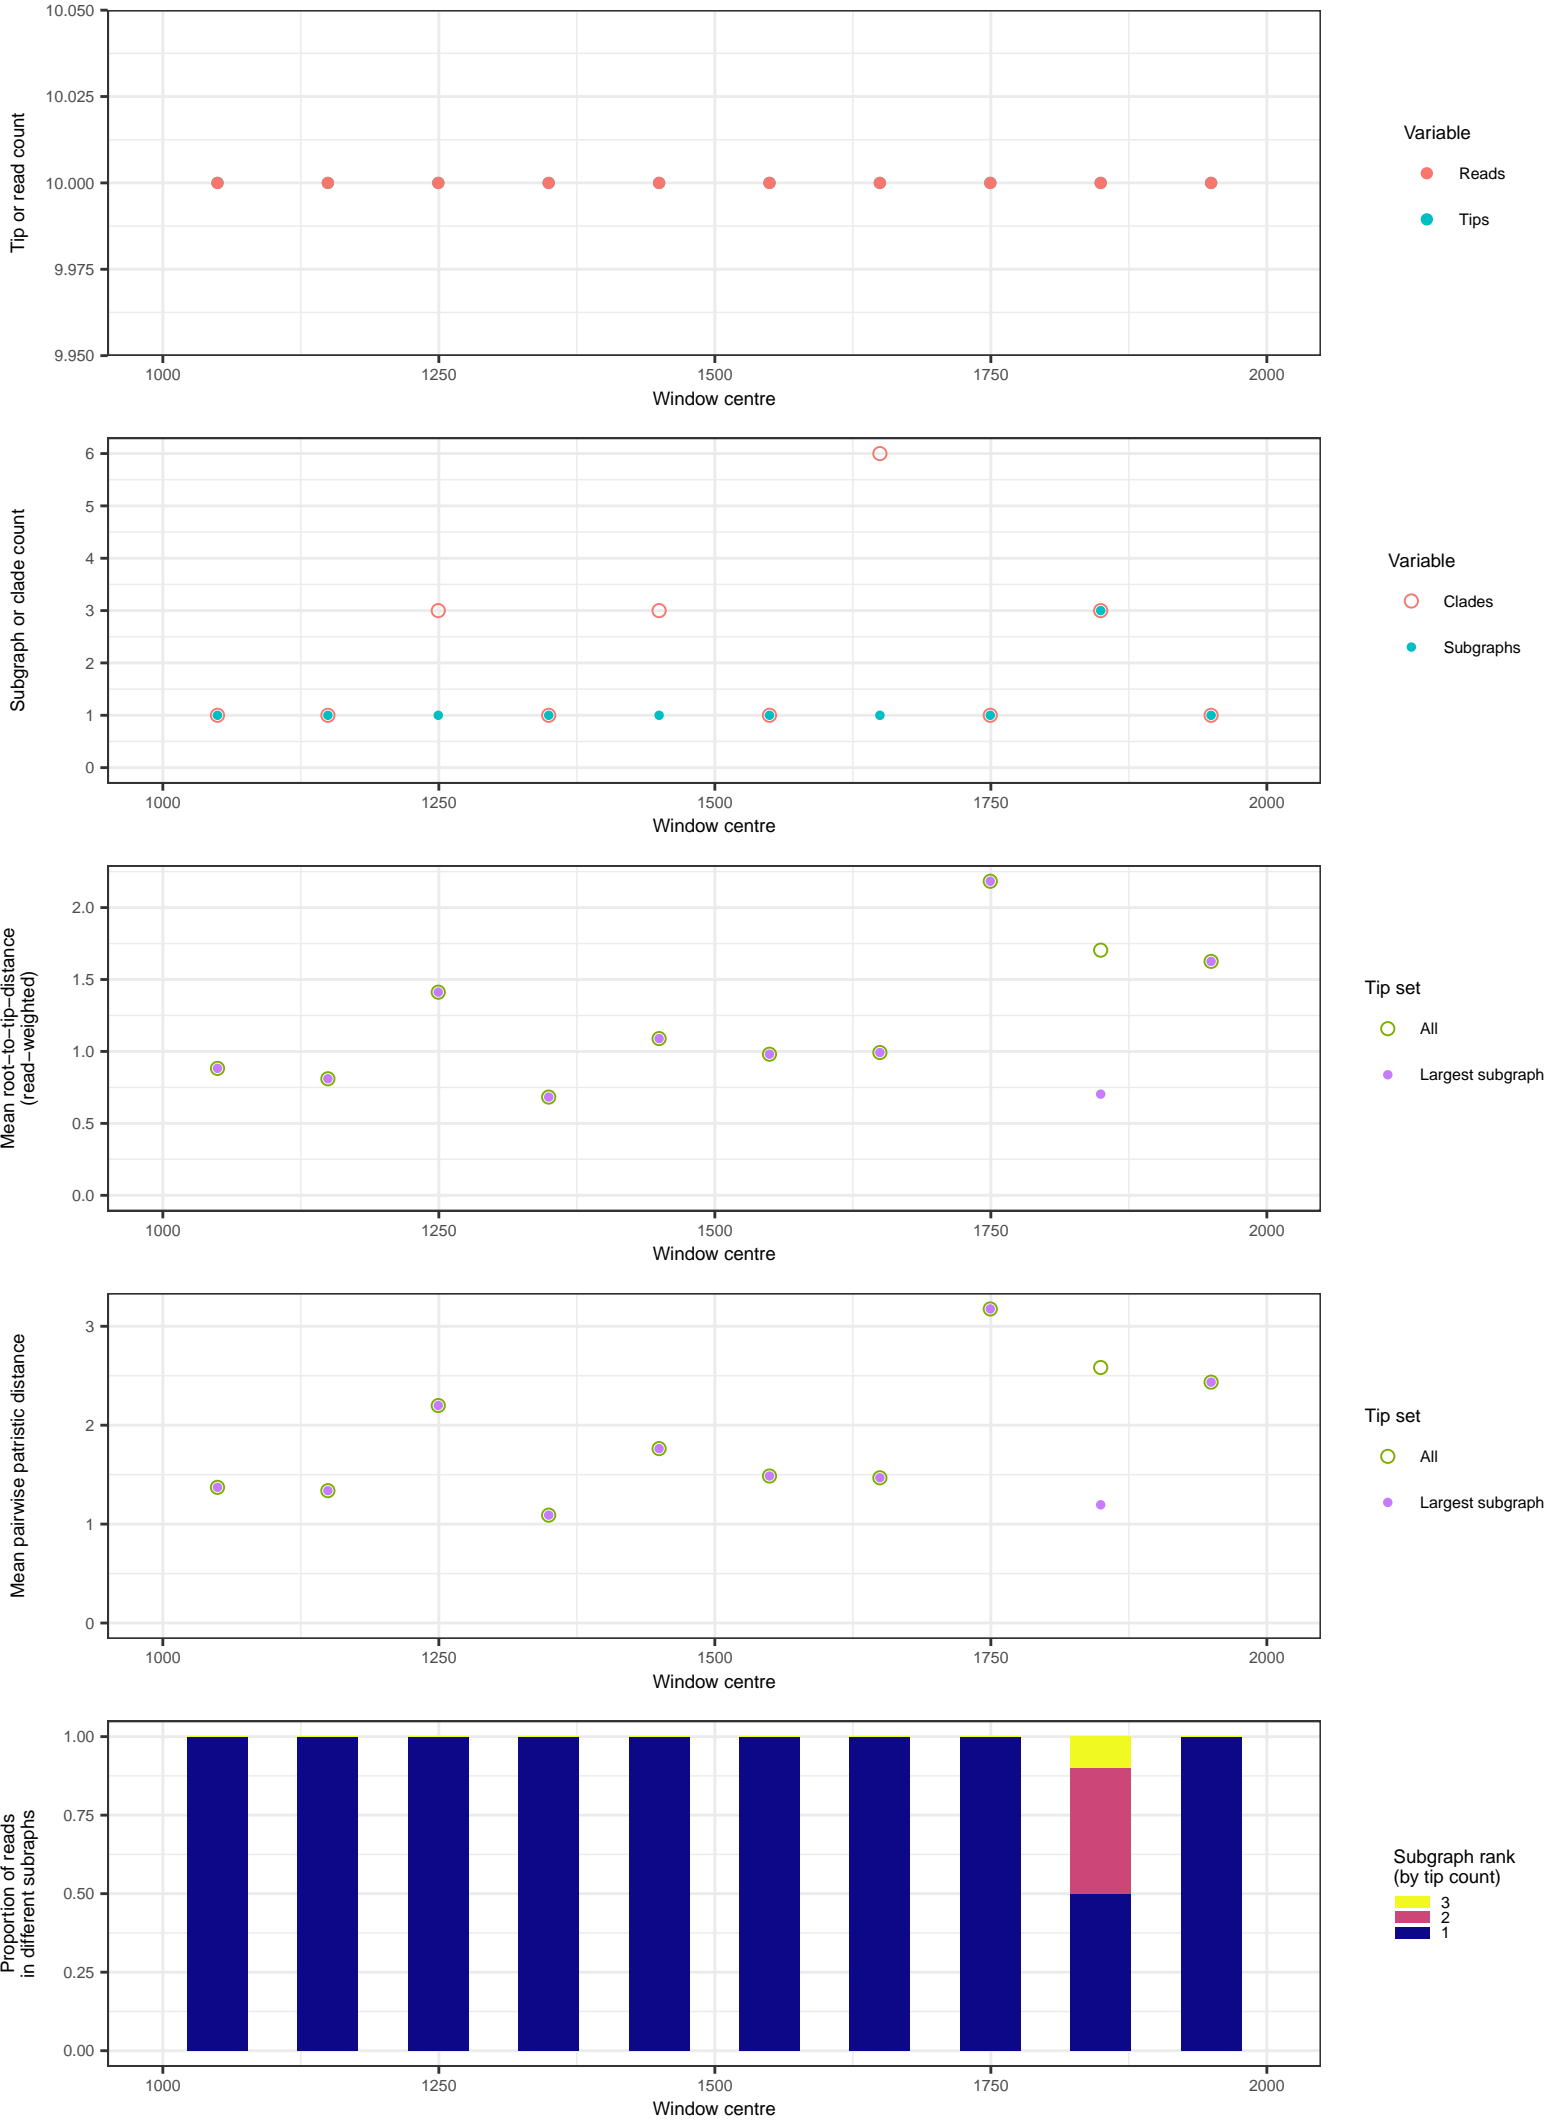 10.050
10.025
10.000
9.975
9.950
Tip or read count
1000 1250 1500 1750 2000
Window centre
Variable
Reads
Tips
6
5
4
3
2
1
0
Subgraph or clade count
1000 1250 1500 1750 2000
Window centre
Variable
Clades
Subgraphs
2.0
1.5
1.0
0.5
0.0
Mean root−to−tip−distance
(read−weighted)
1000 1250 1500 1750 2000
Window centre
Tip set
All
Largest subgraph
3
2
1
0
Mean pairwise patristic distance
1000 1250 1500 1750 2000
Window centre
Tip set
All
Largest subgraph
1.00
0.75
0.50
0.25
0.00
Proportion of reads
in different subraphs
1000 1250 1500 1750 2000
Window centre
Subgraph rank
(by tip count)
3
2
1